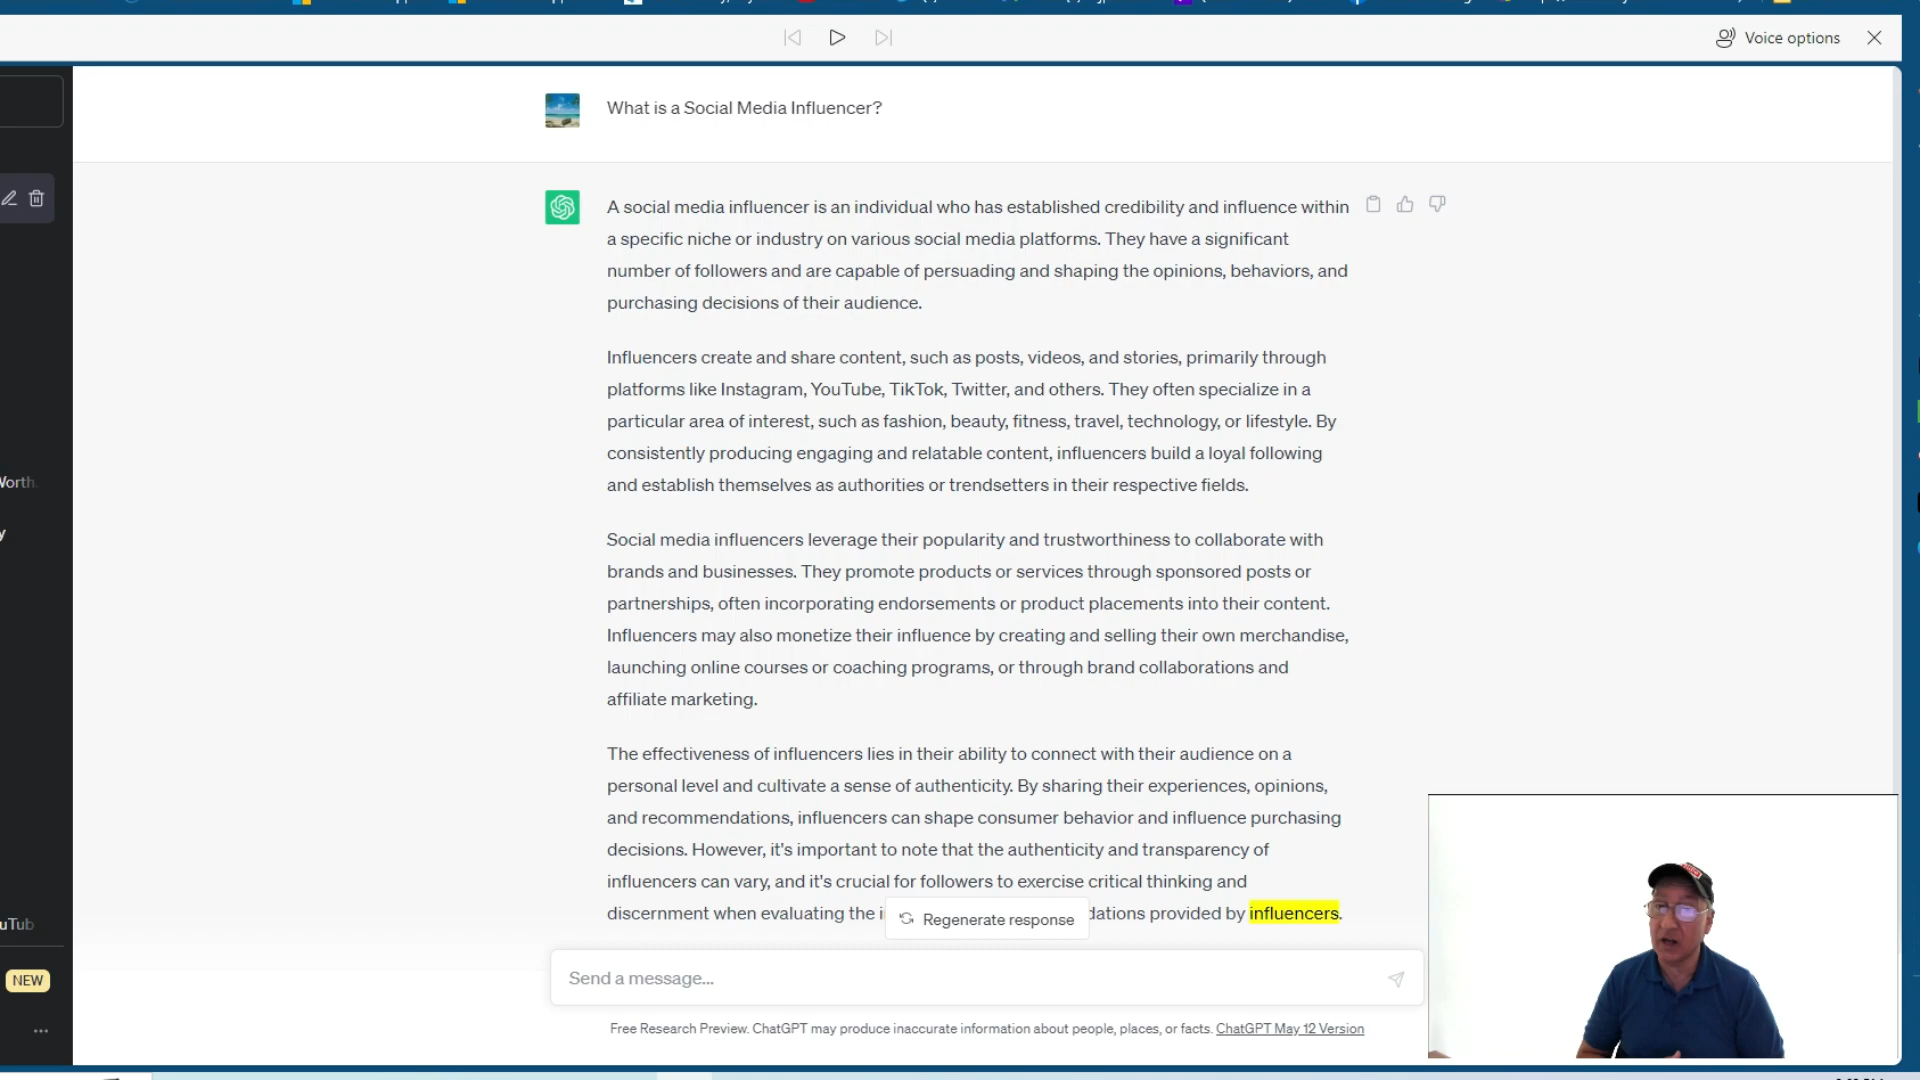 Voice options
What is a Social Media Influencer?
A social media influencer is an individual who has established credibility and influence within
a specific niche or industry on various social media platforms. They have a significant
number of followers and are capable of persuading and shaping the opinions, behaviors, and
purchasing decisions of their audience.
Influencers create and share content, such as posts, videos, and stories, primarily through
platforms like Instagram, YouTube, TikTok, Twitter, and others. They often specialize in a
particular area of interest, such as fashion, beauty, fitness, travel, technology, or lifestyle. By
consistently producing engaging and relatable content, influencers build a loyal following
and establish themselves as authorities or trendsetters in their respective fields.
Social media influencers leverage their popularity and trustworthiness to collaborate with
brands and businesses. They promote products or services through sponsored posts or
partnerships, often incorporating endorsements or product placements into their content.
Influencers may also monetize their influence by creating and selling their own merchandise,
launching online courses or coaching programs, or through brand collaborations and
affiliate marketing.
The effectiveness of influencers lies in their ability to connect with their audience on a
personal level and cultivate a sense of authenticity. By sharing their experiences, opinions,
and recommendations, influencers can shape consumer behavior and influence purchasing
decisions. However, it's important to note that the authenticity and transparency of
influencers can vary, and it's crucial for followers to exercise critical thinking and
discernment when evaluating the i dations provided by influencers.
Regenerate response
Send a message...
Free Research Preview. ChatGPT may produce inaccurate information about people, places, or facts. ChatGPT May 12 Version
Worth.
y
uTub
NEW